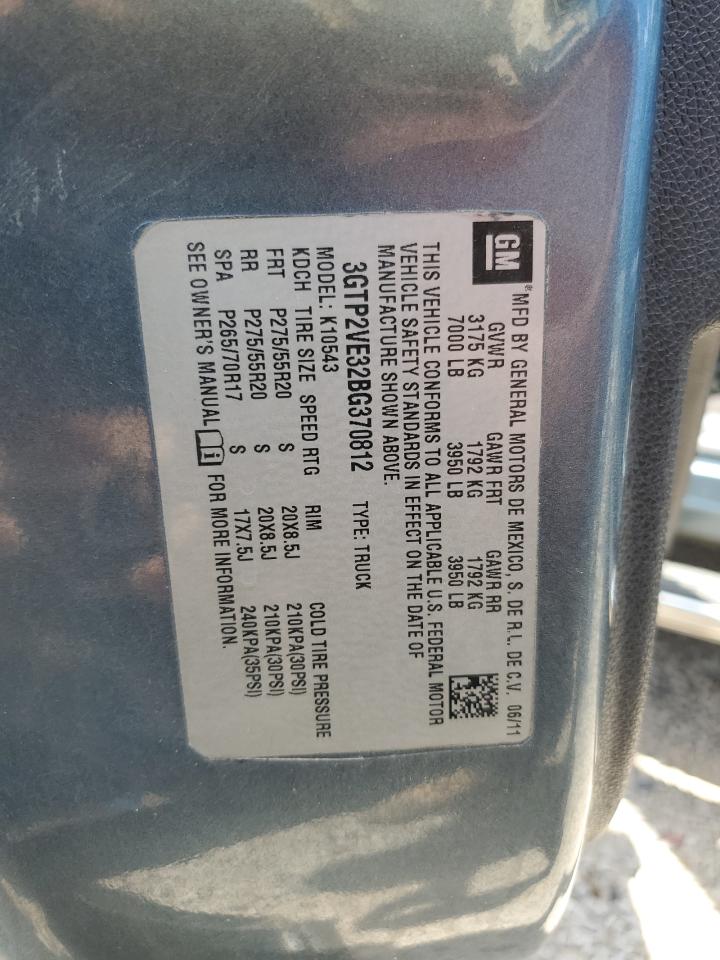 GM
MFD BY GENERAL MOTORS DE MEXICO, S. DE R.L. DE C.V. 06/11
GVWR GAWR FRT GAWR RR
3175 KG 1792 KG 1792 KG
7000 LB 3950 LB 3950 LB
THIS VEHICLE CONFORMS TO ALL APPLICABLE U.S. FEDERAL MOTOR
VEHICLE SAFETY STANDARDS IN EFFECT ON THE DATE OF
MANUFACTURE SHOWN ABOVE.
3GTP2VE32BG370812 TYPE: TRUCK
MODEL: K10543
KDCH TIRE SIZE SPEED RTG RIM COLD TIRE PRESSURE
FRT P275/55R20 S 20X8.5J 210KPA(30PSI)
RR P275/55R20 S 20X8.5J 210KPA(30PSI)
SPA P265/70R17 S 17X7.5J 240KPA(35PSI)
SEE OWNER'S MANUAL FOR MORE INFORMATION.